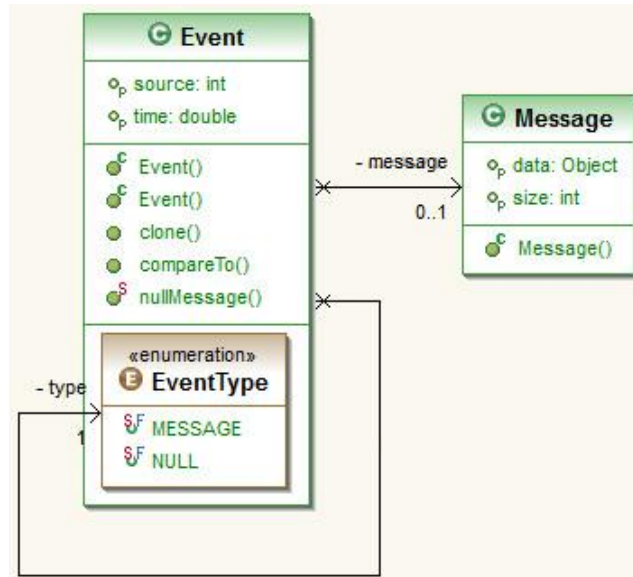 Event
source: int
time: double
Event()
Event()
clone()
compareTo()
nullMessage()
«enumeration»
EventType
MESSAGE
NULL
- type
1
- message
0..1
Message
data: Object
size: int
Message()